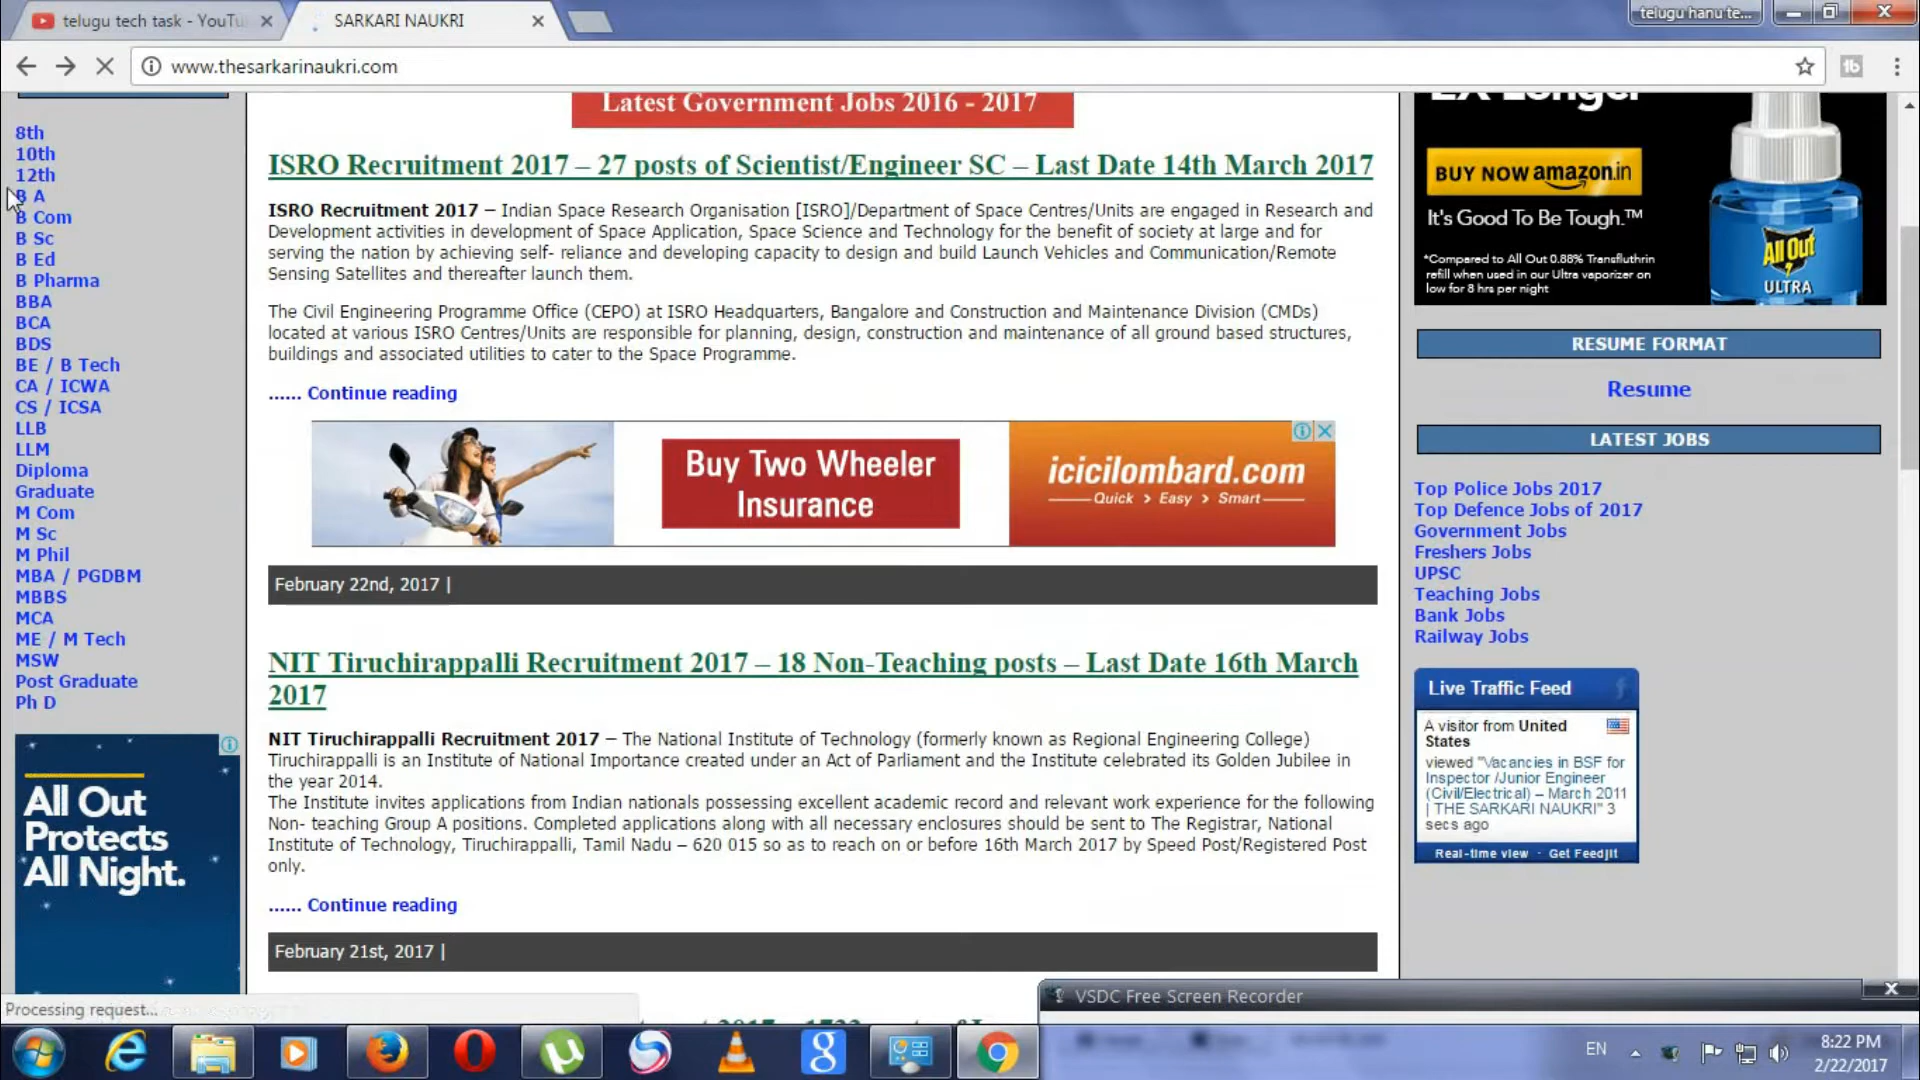 telugu tech task - YouTu
SARKARI NAUKRI
telugu hanu te...
www.thesarkarinaukri.com
8th
10th
12th
B A
B Com
B Sc
B Ed
B Pharma
BBA
BCA
BDS
BE / B Tech
CA / ICWA
CS / ICSA
LLB
LLM
Diploma
Graduate
M Com
M Sc
M Phil
MBA / PGDBM
MBBS
MCA
ME / M Tech
MSW
Post Graduate
Ph D
All Out
Protects
All Night.
Processing request...
Latest Government Jobs 2016 - 2017
ISRO Recruitment 2017 – 27 posts of Scientist/Engineer SC – Last Date 14th March 2017
ISRO Recruitment 2017 – Indian Space Research Organisation [ISRO]/Department of Space Centres/Units are engaged in Research and
Development activities in development of Space Application, Space Science and Technology for the benefit of society at large and for
serving the nation by achieving self- reliance and developing capacity to design and build Launch Vehicles and Communication/Remote
Sensing Satellites and thereafter launch them.
The Civil Engineering Programme Office (CEPO) at ISRO Headquarters, Bangalore and Construction and Maintenance Division (CMDs)
located at various ISRO Centres/Units are responsible for planning, design, construction and maintenance of all ground based structures,
buildings and associated utilities to cater to the Space Programme.
...... Continue reading
Buy Two Wheeler
Insurance
icicilombard.com
Quick > Easy > Smart
February 22nd, 2017 |
NIT Tiruchirappalli Recruitment 2017 – 18 Non-Teaching posts – Last Date 16th March
2017
NIT Tiruchirappalli Recruitment 2017 – The National Institute of Technology (formerly known as Regional Engineering College)
Tiruchirappalli is an Institute of National Importance created under an Act of Parliament and the Institute celebrated its Golden Jubilee in
the year 2014.
The Institute invites applications from Indian nationals possessing excellent academic record and relevant work experience for the following
Non- teaching Group A positions. Completed applications along with all necessary enclosures should be sent to The Registrar, National
Institute of Technology, Tiruchirappalli, Tamil Nadu – 620 015 so as to reach on or before 16th March 2017 by Speed Post/Registered Post
only.
...... Continue reading
February 21st, 2017 |
BUY NOW amazon.in
It's Good To Be Tough.™
*Compared to All Out 0.88% Transfluthrin
refill when used in our Ultra vaporizer on
low for 8 hrs per night
All Out
ULTRA
RESUME FORMAT
Resume
LATEST JOBS
Top Police Jobs 2017
Top Defence Jobs of 2017
Government Jobs
Freshers Jobs
UPSC
Teaching Jobs
Bank Jobs
Railway Jobs
Live Traffic Feed
A visitor from United
States
viewed "Vacancies in BSF for
Inspector /Junior Engineer
(Civil/Electrical) – March 2011
| THE SARKARI NAUKRI" 3
secs ago
Real-time view · Get Feedjit
VSDC Free Screen Recorder
EN
8:22 PM
2/22/2017